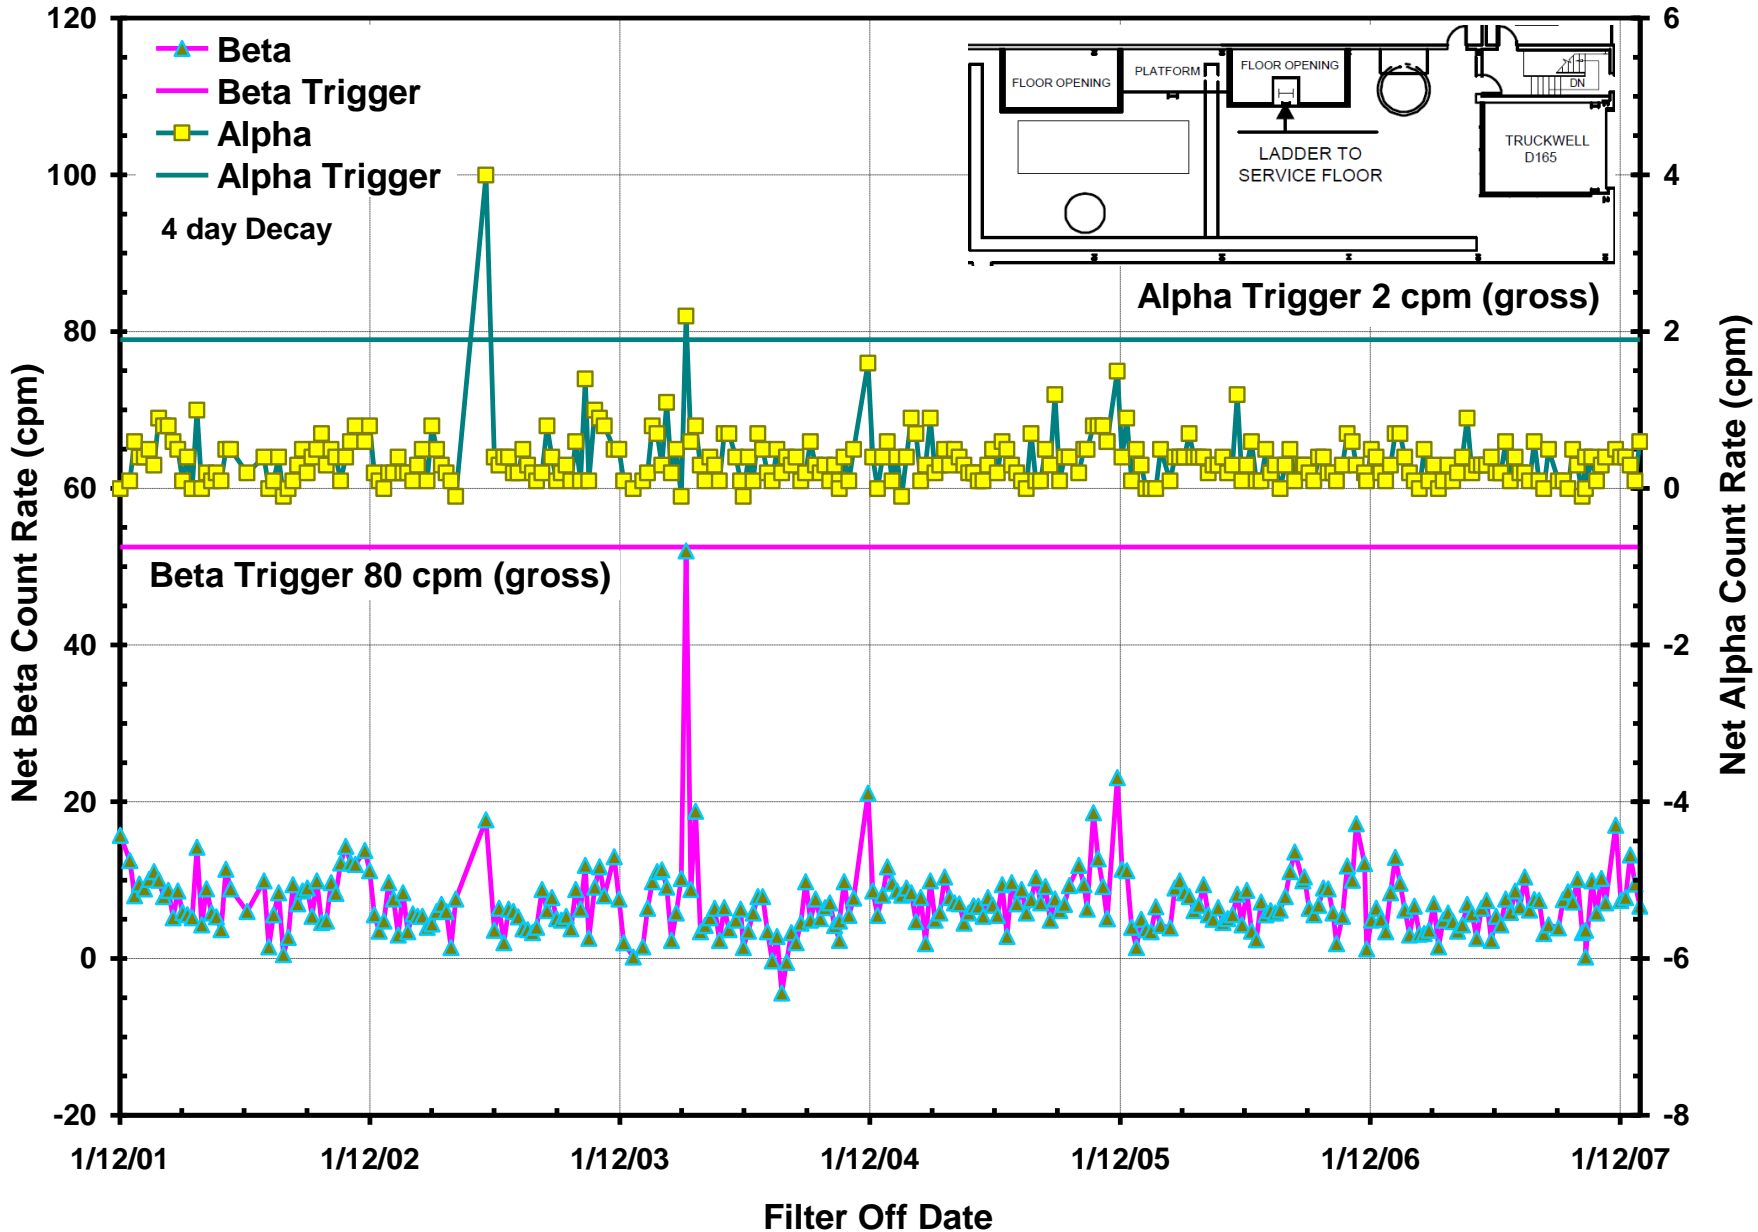 Beta
Beta Trigger
Alpha
Alpha Trigger
4 day Decay
FLOOR OPENING
PLATFORM
FLOOR OPENING
DN
TRUCKWELL
D165
LADDER TO
SERVICE FLOOR
Alpha Trigger 2 cpm (gross)
Beta Trigger 80 cpm (gross)
Net Beta Count Rate (cpm)
120
100
80
60
40
20
0
-20
Net Alpha Count Rate (cpm)
6
4
2
0
-2
-4
-6
-8
1/12/01
1/12/02
1/12/03
1/12/04
1/12/05
1/12/06
1/12/07
Filter Off Date